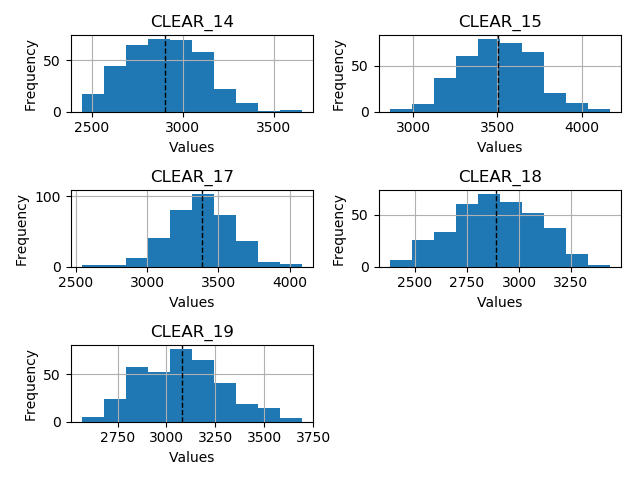 CLEAR_14
Frequency
50
0
2500 3000 3500
Values
CLEAR_15
Frequency
50
0
3000 3500 4000
Values
CLEAR_17
Frequency
100
0
2500 3000 3500 4000
Values
CLEAR_18
Frequency
50
0
2500 2750 3000 3250
Values
CLEAR_19
Frequency
50
0
2750 3000 3250 3500 3750
Values